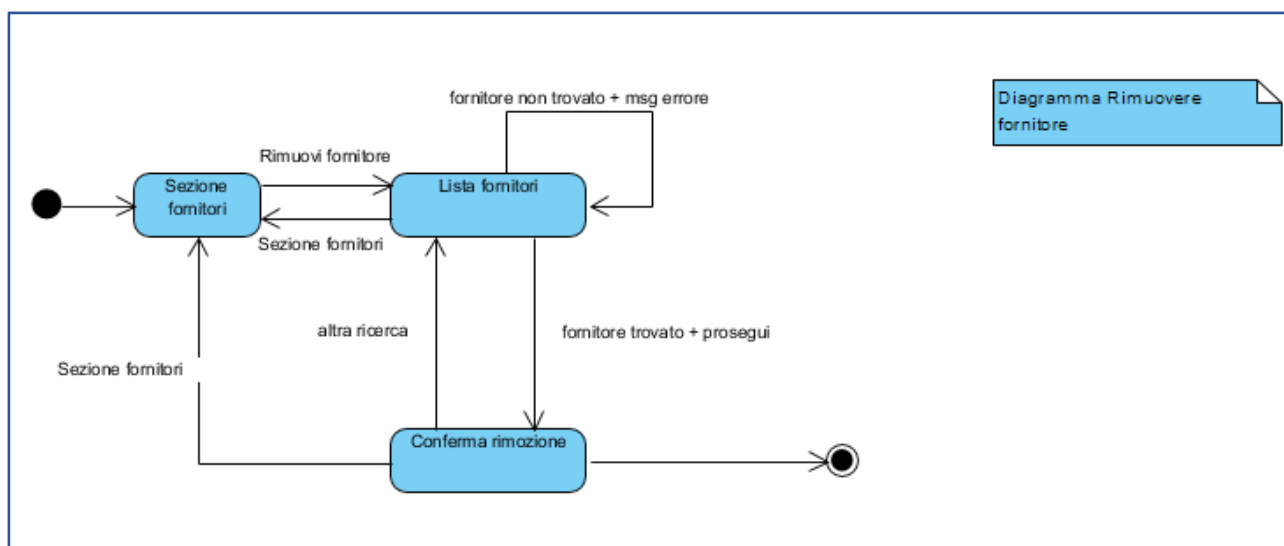 fornitore non trovato + msg errore
Diagramma Rimuovere
fornitore
Rimuovi fornitore
Sezione
fornitori
Lista fornitori
Sezione fornitori
altra ricerca
fornitore trovato + prosegui
Sezione fornitori
Conferma rimozione